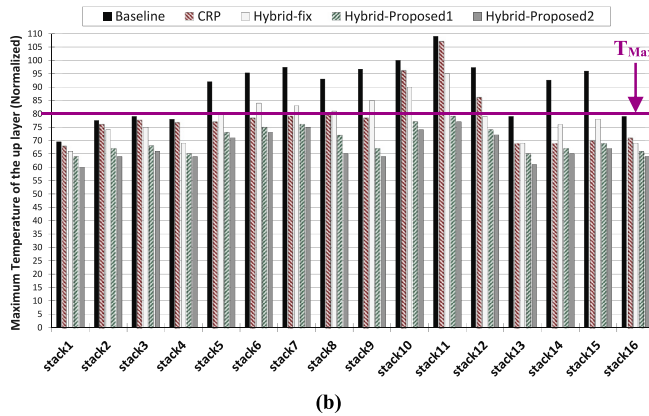 Baseline CRP Hybrid-fix Hybrid-Proposed1 Hybrid-Proposed2
Maximum Temperature of the up layer (Normalized)
110
105
100
95
90
85
80
75
70
65
60
55
50
45
40
35
30
25
20
15
10
5
0
TMax
stack1
stack2
stack3
stack4
stack5
stack6
stack7
stack8
stack9
stack10
stack11
stack12
stack13
stack14
stack15
stack16
(b)